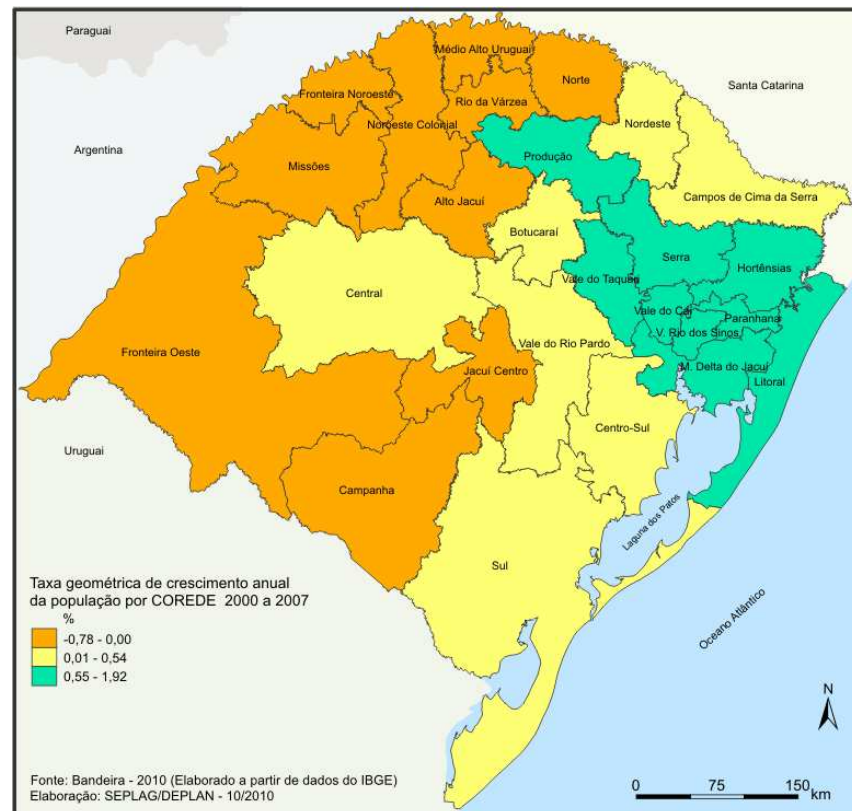 Paraguai
Médio Alto Uruguai
Norte
Santa Catarina
Fronteira Noroeste
Rio da Várzea
Nordeste
Noroeste Colonial
Argentina
Produção
Missões
Campos de Cima da Serra
Alto Jacuí
Botucaraí
Serra
Hortênsias
Vale do Taquari
Central
Vale do Caí
Paranhana
V. Rio dos Sinos
Vale do Rio Pardo
Fronteira Oeste
Jacuí Centro
M. Delta do Jacuí
Litoral
Centro-Sul
Uruguai
Campanha
Laguna dos Patos
Sul
Oceano Atlântico
Taxa geométrica de crescimento anual
da população por COREDE 2000 a 2007
%
-0,78 - 0,00
0,01 - 0,54
0,55 - 1,92
N
Fonte: Bandeira - 2010 (Elaborado a partir de dados do IBGE)
Elaboração: SEPLAG/DEPLAN - 10/2010
0 75 150 km